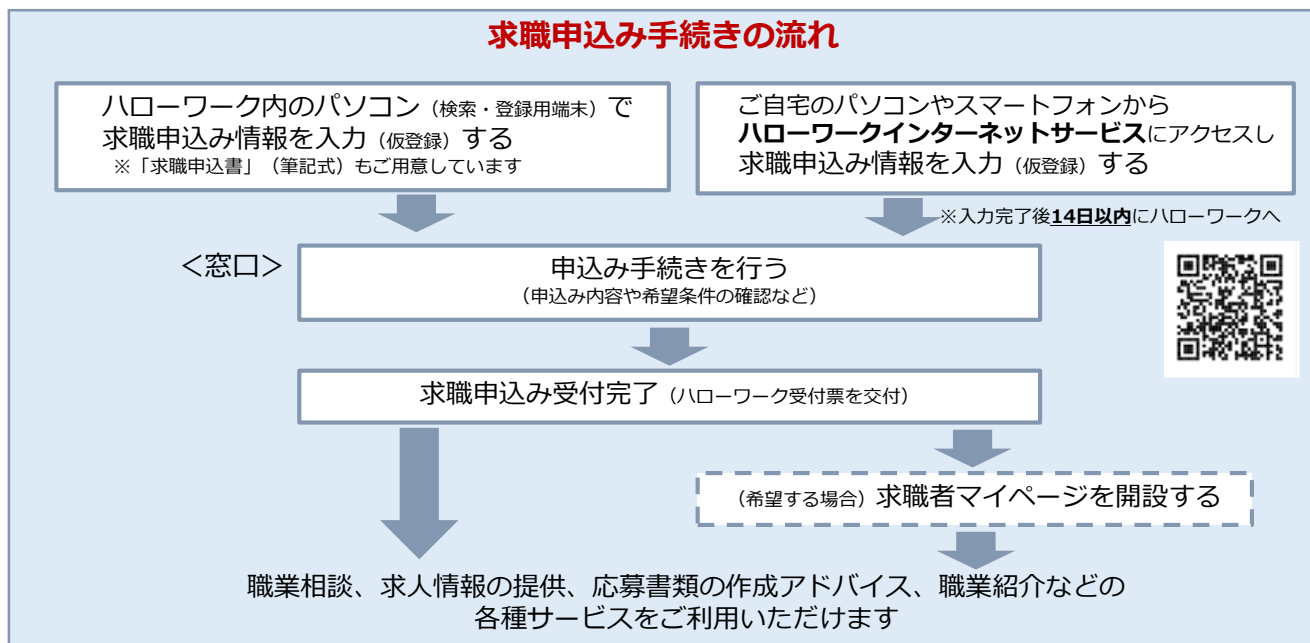 求職申込み手続きの流れ
ハローワーク内のパソコン（検索・登録用端末）で
求職申込み情報を入力（仮登録）する
※「求職申込書」（筆記式）もご用意しています
ご自宅のパソコンやスマートフォンから
ハローワークインターネットサービスにアクセスし
求職申込み情報を入力（仮登録）する
※入力完了後14日以内にハローワークへ
＜窓口＞
申込み手続きを行う
（申込み内容や希望条件の確認など）
求職申込み受付完了（ハローワーク受付票を交付）
（希望する場合）求職者マイページを開設する
職業相談、求人情報の提供、応募書類の作成アドバイス、職業紹介などの
各種サービスをご利用いただけます